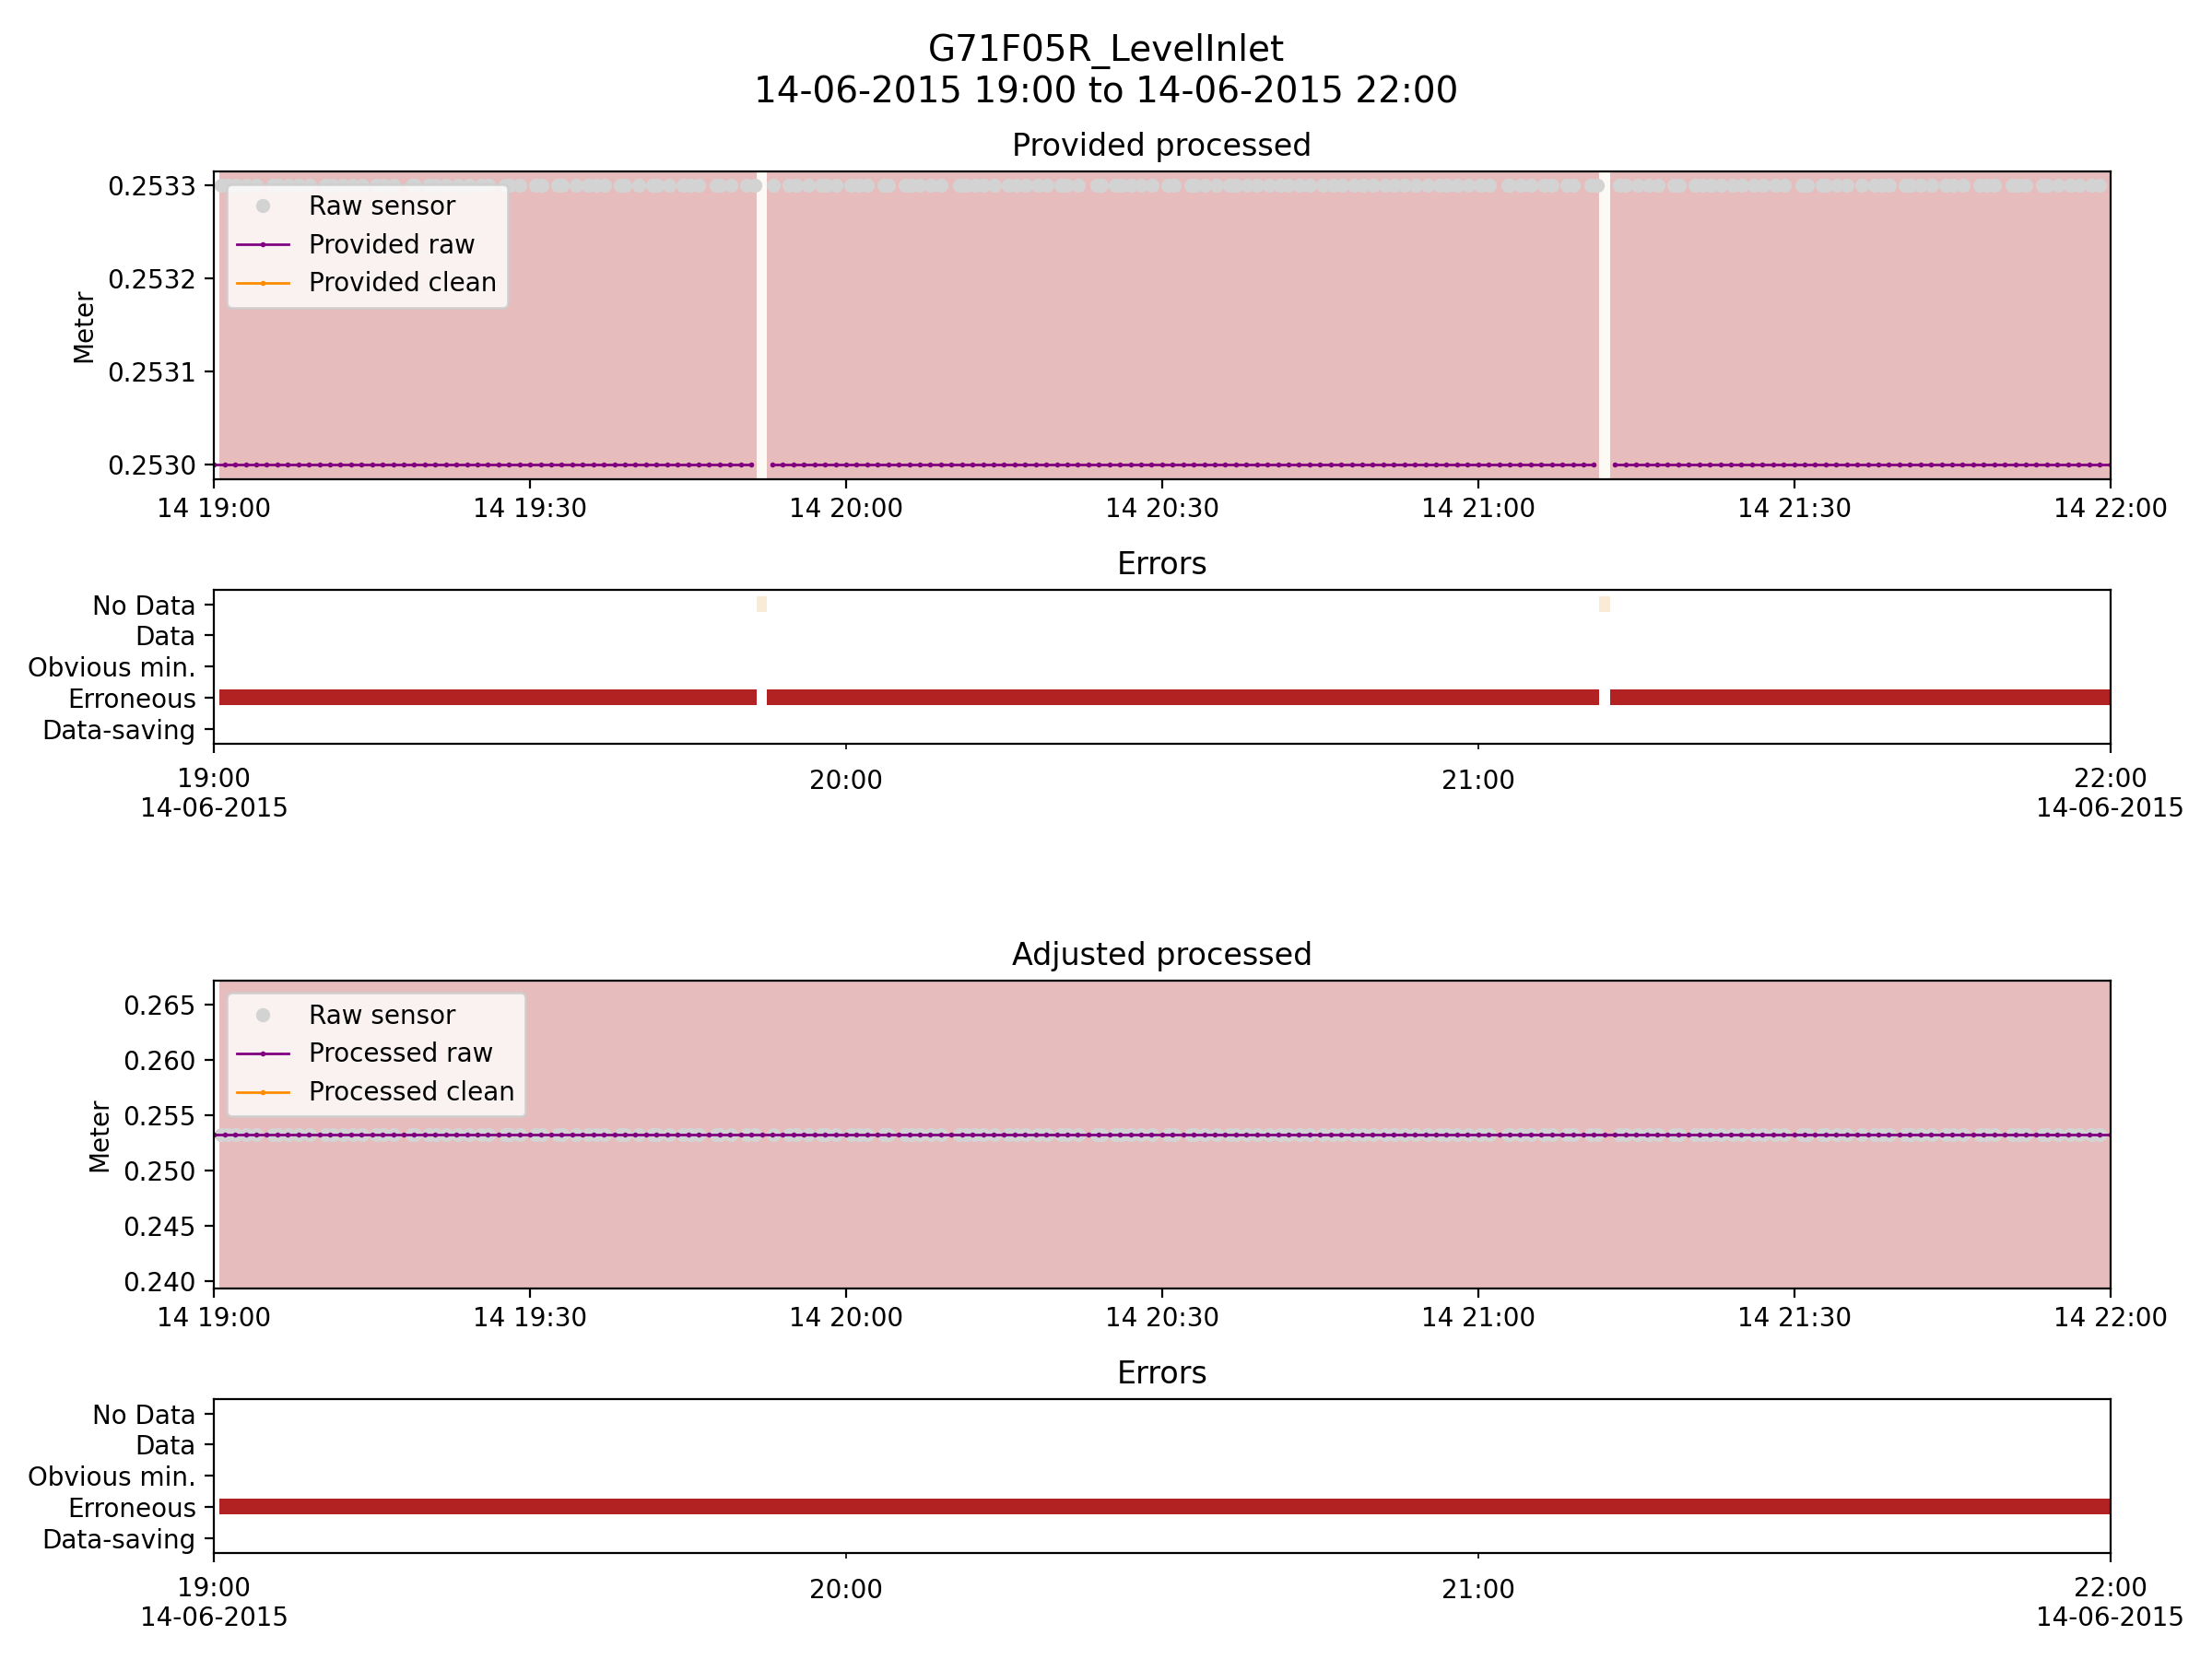 G71F05R_LevelInlet
14-06-2015 19:00 to 14-06-2015 22:00
Provided processed
Meter
0.2533
0.2532
0.2531
0.2530
Raw sensor
Provided raw
Provided clean
14 19:00 14 19:30 14 20:00 14 20:30 14 21:00 14 21:30 14 22:00
Errors
No Data
Data
Obvious min.
Erroneous
Data-saving
19:00 20:00 21:00 22:00
14-06-2015 14-06-2015
Adjusted processed
Meter
0.265
0.260
0.255
0.250
0.245
0.240
Raw sensor
Processed raw
Processed clean
14 19:00 14 19:30 14 20:00 14 20:30 14 21:00 14 21:30 14 22:00
Errors
No Data
Data
Obvious min.
Erroneous
Data-saving
19:00 20:00 21:00 22:00
14-06-2015 14-06-2015